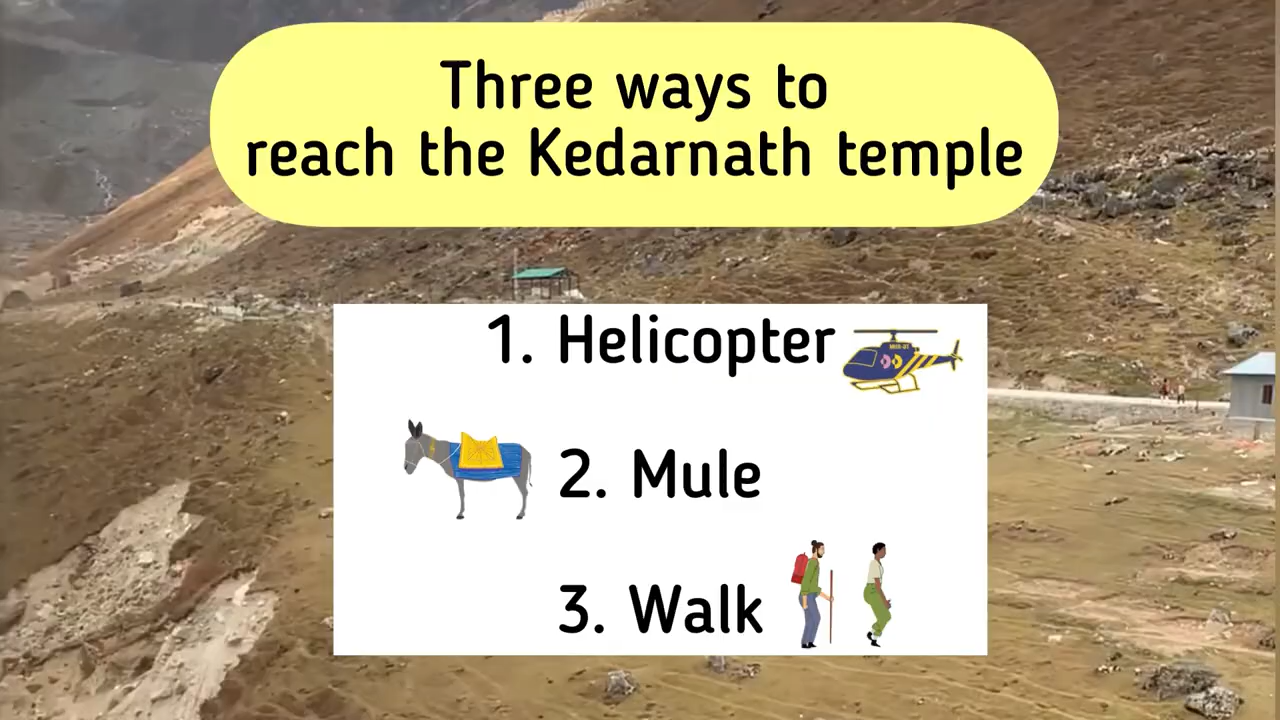 Three ways to
reach the Kedarnath temple
1. Helicopter
2. Mule
3. Walk